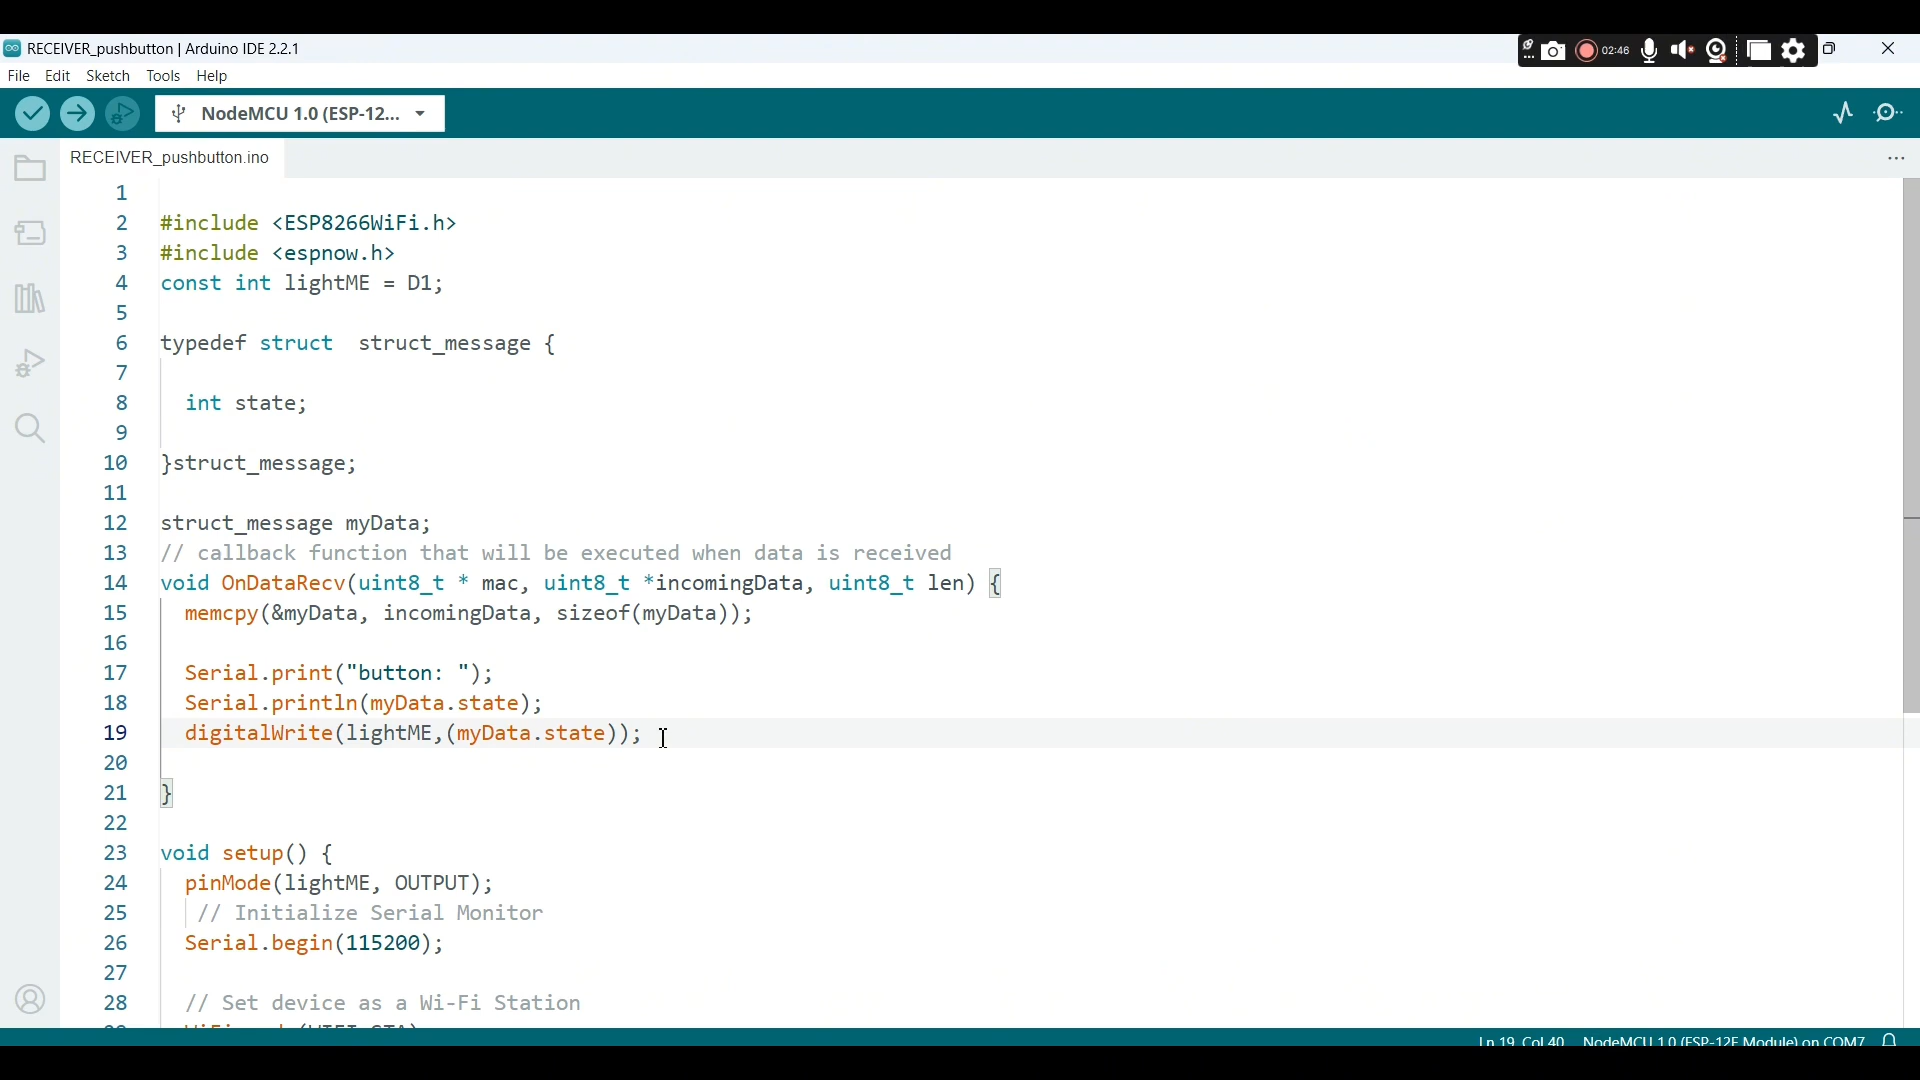 RECEIVER_pushbutton | Arduino IDE 2.2.1
02:46
File Edit Sketch Tools Help
NodeMCU 1.0 (ESP-12...
RECEIVER_pushbutton.ino
1
2 #include <ESP8266WiFi.h>
3 #include <espnow.h>
4 const int lightME = D1;
5
6 typedef struct  struct_message {
7
8   int state;
9
10 }struct_message;
11
12 struct_message myData;
13 // callback function that will be executed when data is received
14 void OnDataRecv(uint8_t * mac, uint8_t *incomingData, uint8_t len) {
15   memcpy(&myData, incomingData, sizeof(myData));
16
17   Serial.print("button: ");
18   Serial.println(myData.state);
19   digitalWrite(lightME,(myData.state));
20
21 }
22
23 void setup() {
24   pinMode(lightME, OUTPUT);
25    // Initialize Serial Monitor
26   Serial.begin(115200);
27
28   // Set device as a Wi-Fi Station
Ln 19, Col 40 NodeMCU 1.0 (ESP-12E Module) on COM7